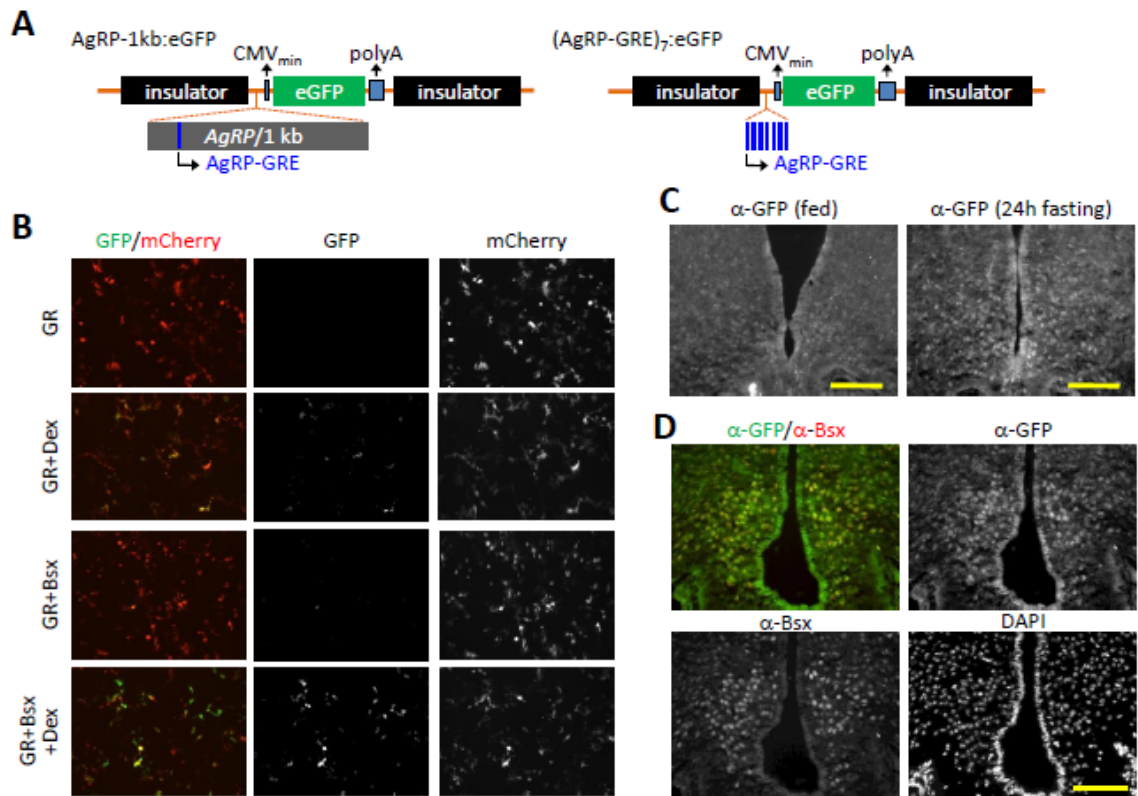 A
AgRP-1kb:eGFP
CMVmin
polyA
insulator
eGFP
insulator
AgRP/1 kb
AgRP-GRE
(AgRP-GRE)7:eGFP
CMVmin
polyA
insulator
eGFP
insulator
AgRP-GRE
B
GFP/mCherry
GFP
mCherry
GR
GR+Dex
GR+Bsx
GR+Bsx
+Dex
C
α-GFP (fed)
α-GFP (24h fasting)
D
α-GFP/α-Bsx
α-GFP
α-Bsx
DAPI